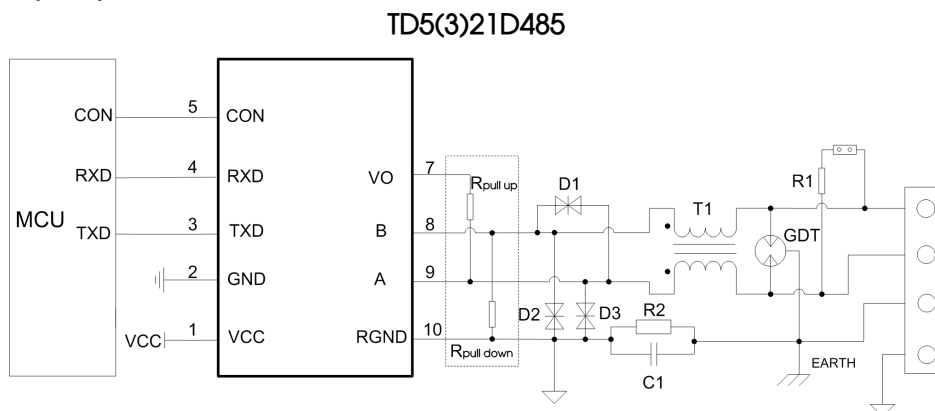 TD5(3)21D485
MCU
CON
RXD
TXD
5
4
3
2
1
VCC
CON
RXD
TXD
GND
VCC
VO
B
A
RGND
7
8
9
10
Rpull up
Rpull down
D1
D2
D3
T1
R2
C1
GDT
R1
EARTH